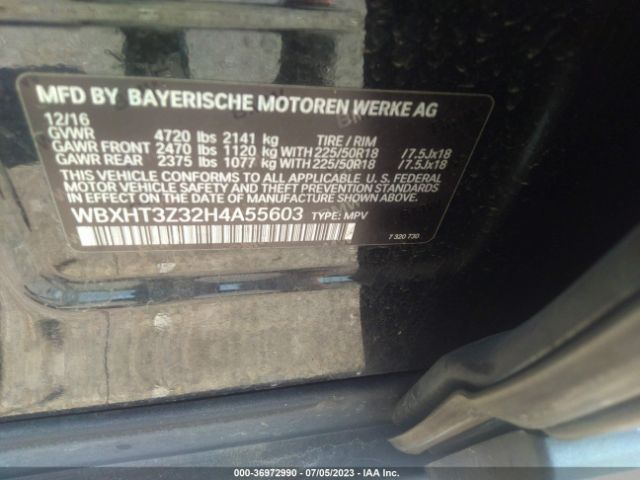 MFD BY BAYERISCHE MOTOREN WERKE AG
12/16
GVWR 4720 lbs 2141 kg TIRE / RIM
GAWR FRONT 2470 lbs 1120 kg WITH 225/50R18 /7.5Jx18
GAWR REAR 2375 lbs 1077 kg WITH 225/50R18 /7.5Jx18
THIS VEHICLE CONFORMS TO ALL APPLICABLE U. S. FEDERAL
MOTOR VEHICLE SAFETY, BUMPER, AND THEFT PREVENTION STANDARDS
IN EFFECT ON THE DATE OF MANUFACTURE SHOWN ABOVE.
WBXHT3Z32H4A55603 TYPE: MPV
7 320 730
000-36972990 - 07/05/2023 - IAA Inc.